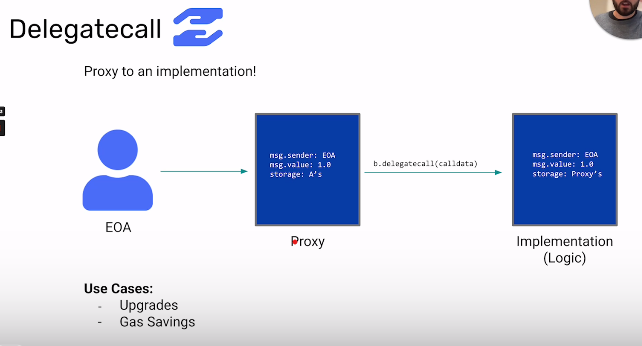 Delegatecall
Proxy to an implementation!
msg.sender: EOA
msg.value: 1.0
storage: A's
b.delegatecall(calldata)
msg.sender: EOA
msg.value: 1.0
storage: Proxy's
EOA
Proxy
Implementation
(Logic)
Use Cases:
- Upgrades
- Gas Savings